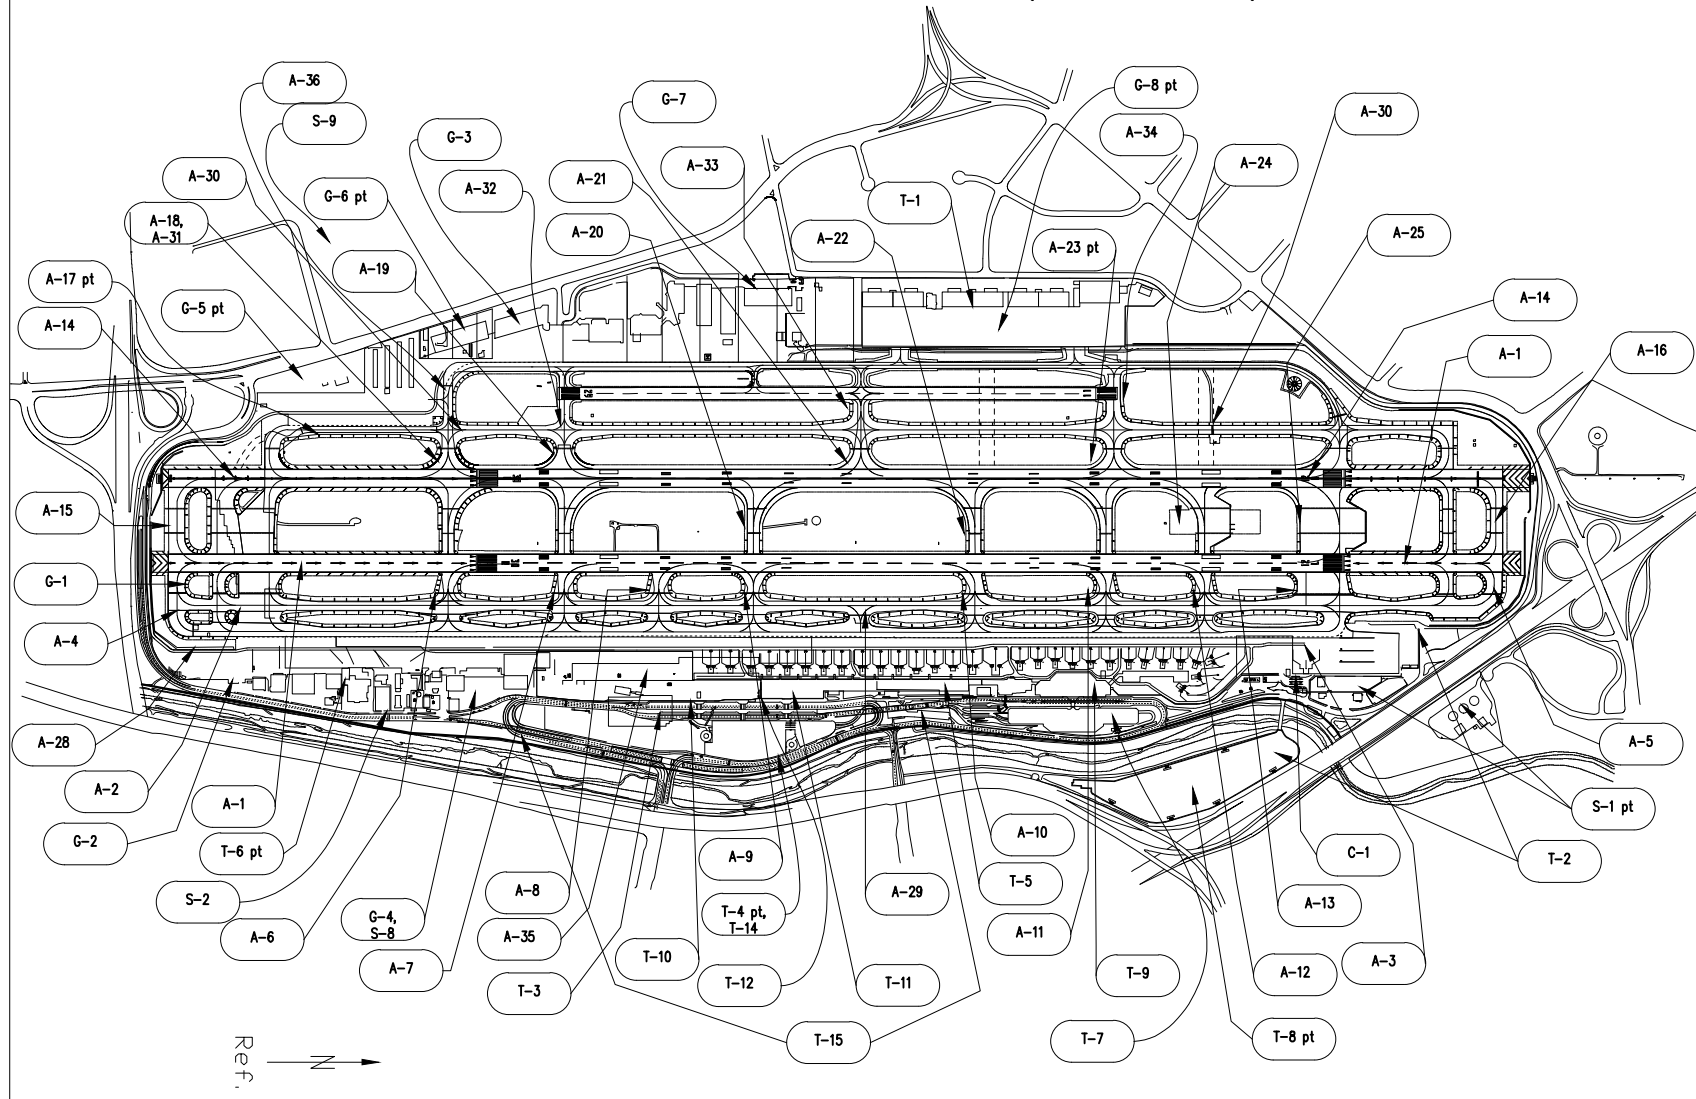 A-36
G-7
G-8 pt
S-9
G-3
A-34
A-30
A-33
A-24
A-30
A-32
A-21
G-6 pt
T-1
A-18,
A-31
A-20
A-22
A-23 pt
A-25
A-19
A-17 pt
A-14
G-5 pt
A-14
A-1
A-16
A-15
G-1
A-4
A-28
A-5
A-2
A-1
S-1 pt
G-2
T-6 pt
A-9
A-10
C-1
T-2
S-2
A-8
A-29
T-5
A-13
G-4,
S-8
T-4 pt,
T-14
A-6
A-35
A-11
A-7
T-10
T-9
A-12
A-3
T-3
T-12
T-11
T-15
T-7
T-8 pt
Ref.
N